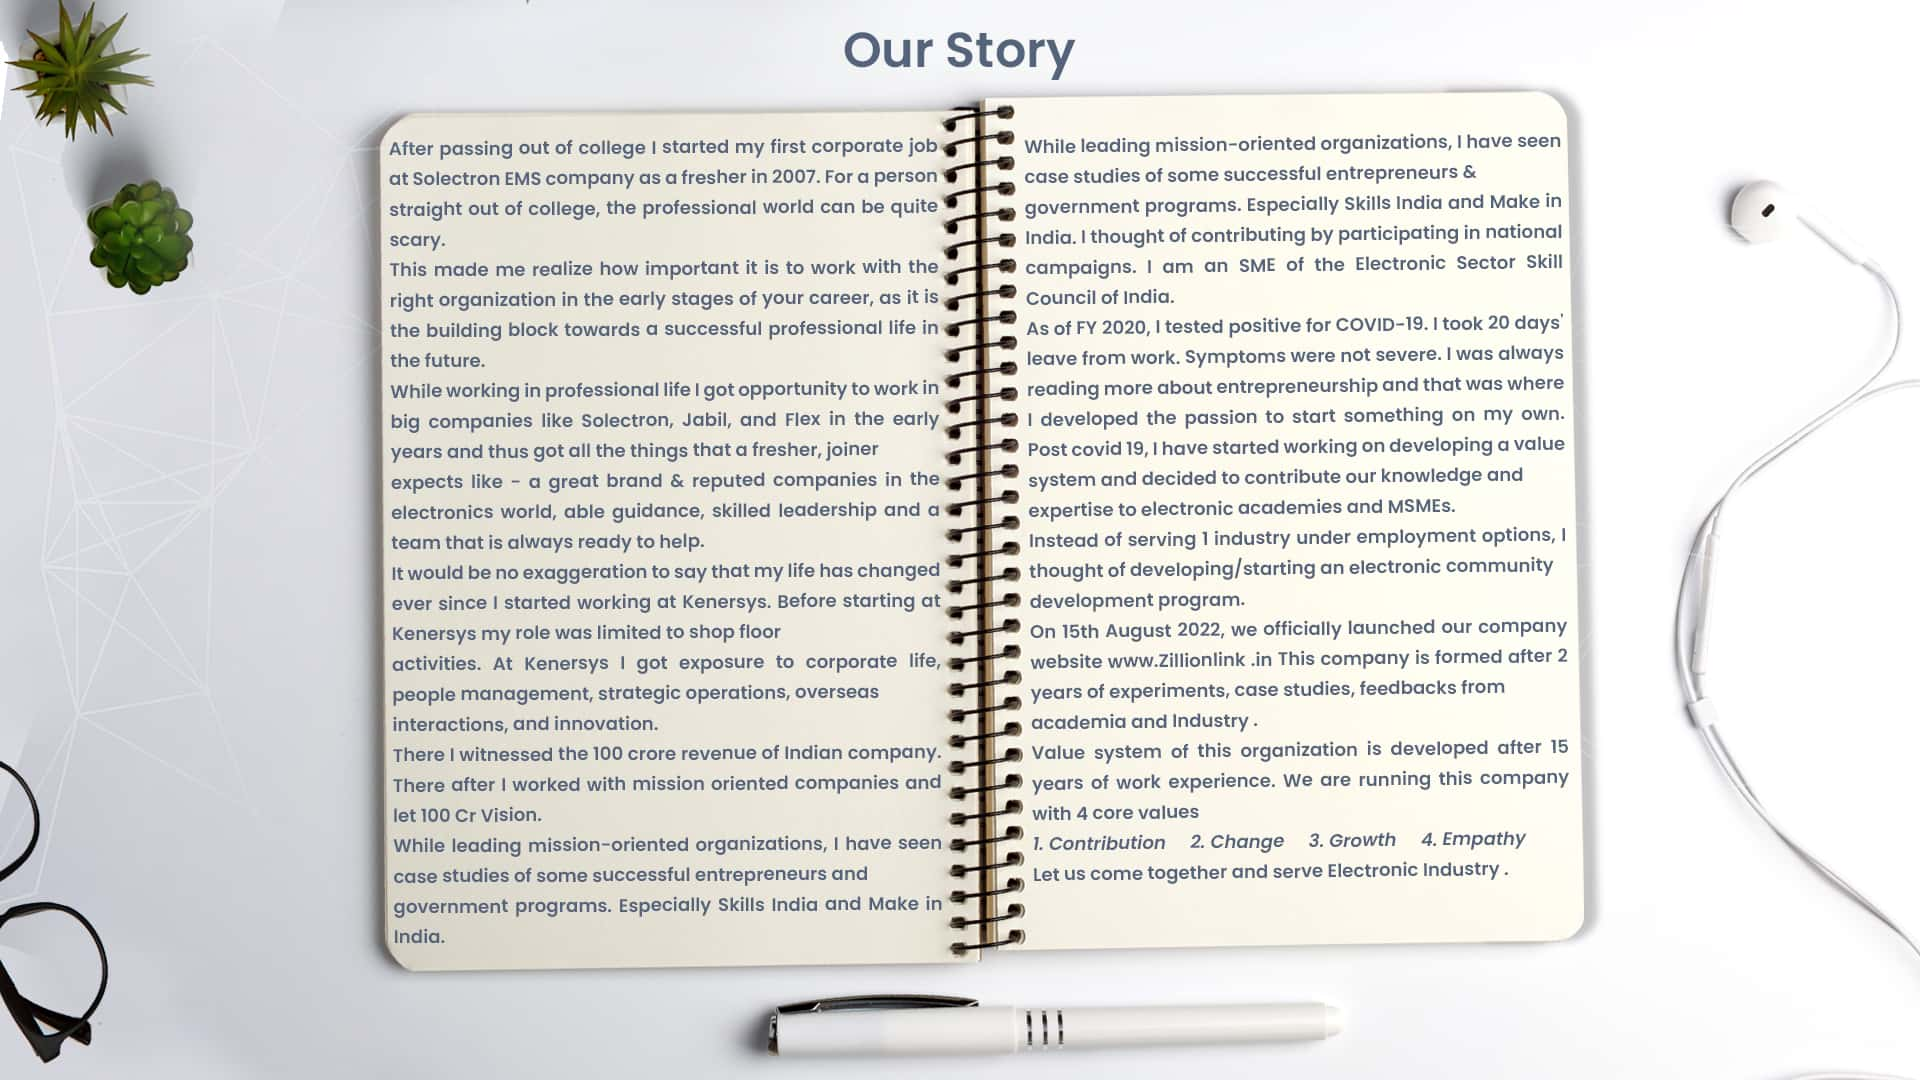 Our Story
After passing out of college I started my first corporate job
at Solectron EMS company as a fresher in 2007. For a person
straight out of college, the professional world can be quite
scary.
This made me realize how important it is to work with the
right organization in the early stages of your career, as it is
the building block towards a successful professional life in
the future.
While working in professional life I got opportunity to work in
big companies like Solectron, Jabil, and Flex in the early
years and thus got all the things that a fresher, joiner
expects like - a great brand & reputed companies in the
electronics world, able guidance, skilled leadership and a
team that is always ready to help.
It would be no exaggeration to say that my life has changed
ever since I started working at Kenersys. Before starting at
Kenersys my role was limited to shop floor
activities. At Kenersys I got exposure to corporate life,
people management, strategic operations, overseas
interactions, and innovation.
There I witnessed the 100 crore revenue of Indian company.
There after I worked with mission oriented companies and
let 100 Cr Vision.
While leading mission-oriented organizations, I have seen
case studies of some successful entrepreneurs and
government programs. Especially Skills India and Make in
India.
While leading mission-oriented organizations, I have seen
case studies of some successful entrepreneurs &
government programs. Especially Skills India and Make in
India. I thought of contributing by participating in national
campaigns. I am an SME of the Electronic Sector Skill
Council of India.
As of FY 2020, I tested positive for COVID-19. I took 20 days'
leave from work. Symptoms were not severe. I was always
reading more about entrepreneurship and that was where
I developed the passion to start something on my own.
Post covid 19, I have started working on developing a value
system and decided to contribute our knowledge and
expertise to electronic academies and MSMEs.
Instead of serving 1 industry under employment options, I
thought of developing/starting an electronic community
development program.
On 15th August 2022, we officially launched our company
website www.Zillionlink .in This company is formed after 2
years of experiments, case studies, feedbacks from
academia and Industry .
Value system of this organization is developed after 15
years of work experience. We are running this company
with 4 core values
1. Contribution 2. Change 3. Growth 4. Empathy
Let us come together and serve Electronic Industry .